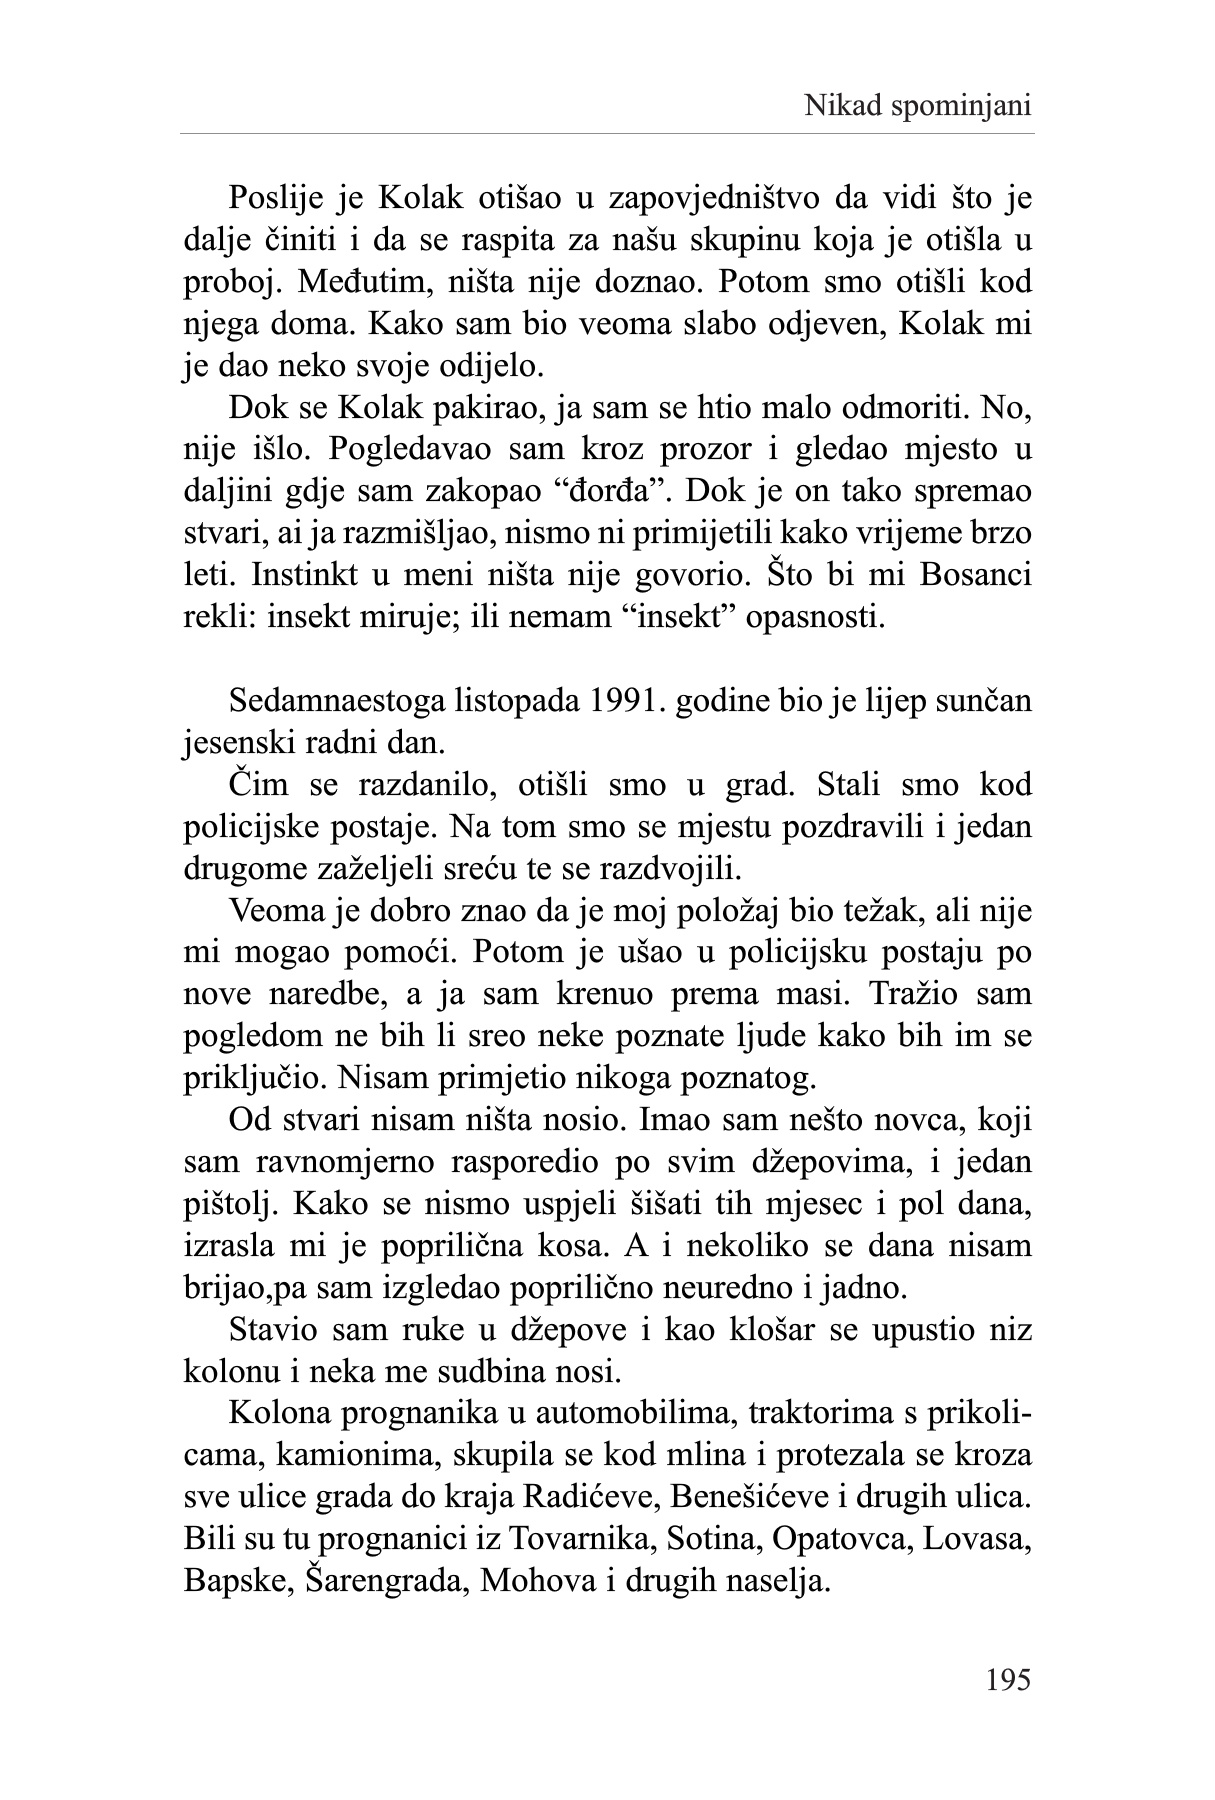 Nikad spominjani
Poslije je Kolak otišao u zapovjedništvo da vidi što je
dalje činiti i da se raspita za našu skupinu koja je otišla u
proboj. Međutim, ništa nije doznao. Potom smo otišli kod
njega doma. Kako sam bio veoma slabo odjeven, Kolak mi
je dao neko svoje odijelo.
Dok se Kolak pakirao, ja sam se htio malo odmoriti. No,
nije išlo. Pogledavao sam kroz prozor i gledao mjesto u
daljini gdje sam zakopao “đorđa”. Dok je on tako spremao
stvari, ai ja razmišljao, nismo ni primijetili kako vrijeme brzo
leti. Instinkt u meni ništa nije govorio. Što bi mi Bosanci
rekli: insekt miruje; ili nemam “insekt” opasnosti.
Sedamnaestoga listopada 1991. godine bio je lijep sunčan
jesenski radni dan.
Čim se razdanilo, otišli smo u grad. Stali smo kod
policijske postaje. Na tom smo se mjestu pozdravili i jedan
drugome zaželjeli sreću te se razdvojili.
Veoma je dobro znao da je moj položaj bio težak, ali nije
mi mogao pomoći. Potom je ušao u policijsku postaju po
nove naredbe, a ja sam krenuo prema masi. Tražio sam
pogledom ne bih li sreo neke poznate ljude kako bih im se
priključio. Nisam primjetio nikoga poznatog.
Od stvari nisam ništa nosio. Imao sam nešto novca, koji
sam ravnomjerno rasporedio po svim džepovima, i jedan
pištolj. Kako se nismo uspjeli šišati tih mjesec i pol dana,
izrasla mi je poprilična kosa. A i nekoliko se dana nisam
brijao,pa sam izgledao poprilično neuredno i jadno.
Stavio sam ruke u džepove i kao klošar se upustio niz
kolonu i neka me sudbina nosi.
Kolona prognanika u automobilima, traktorima s prikoli-
cama, kamionima, skupila se kod mlina i protezala se kroza
sve ulice grada do kraja Radićeve, Benešićeve i drugih ulica.
Bili su tu prognanici iz Tovarnika, Sotina, Opatovca, Lovasa,
Bapske, Šarengrada, Mohova i drugih naselja.
195